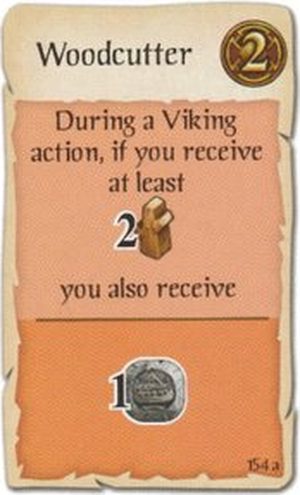 Woodcutter 2
During a Viking
action, if you receive
at least
2
you also receive
1
154 a